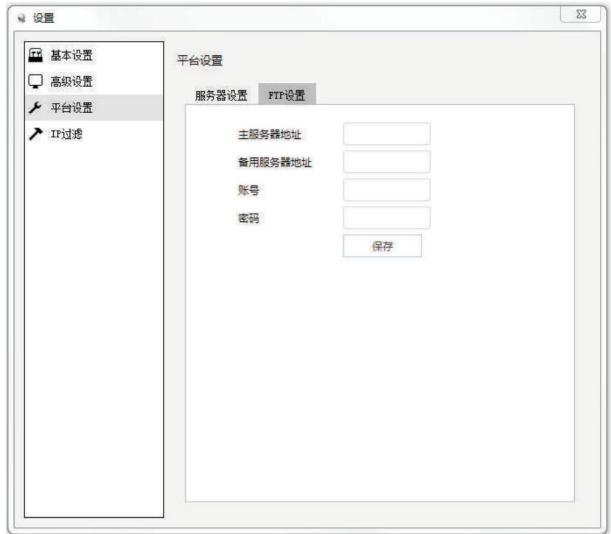 设置
基本设置
高级设置
平台设置
IP过滤
平台设置
服务器设置 FTP设置
主服务器地址
备用服务器地址
账号
密码
保存